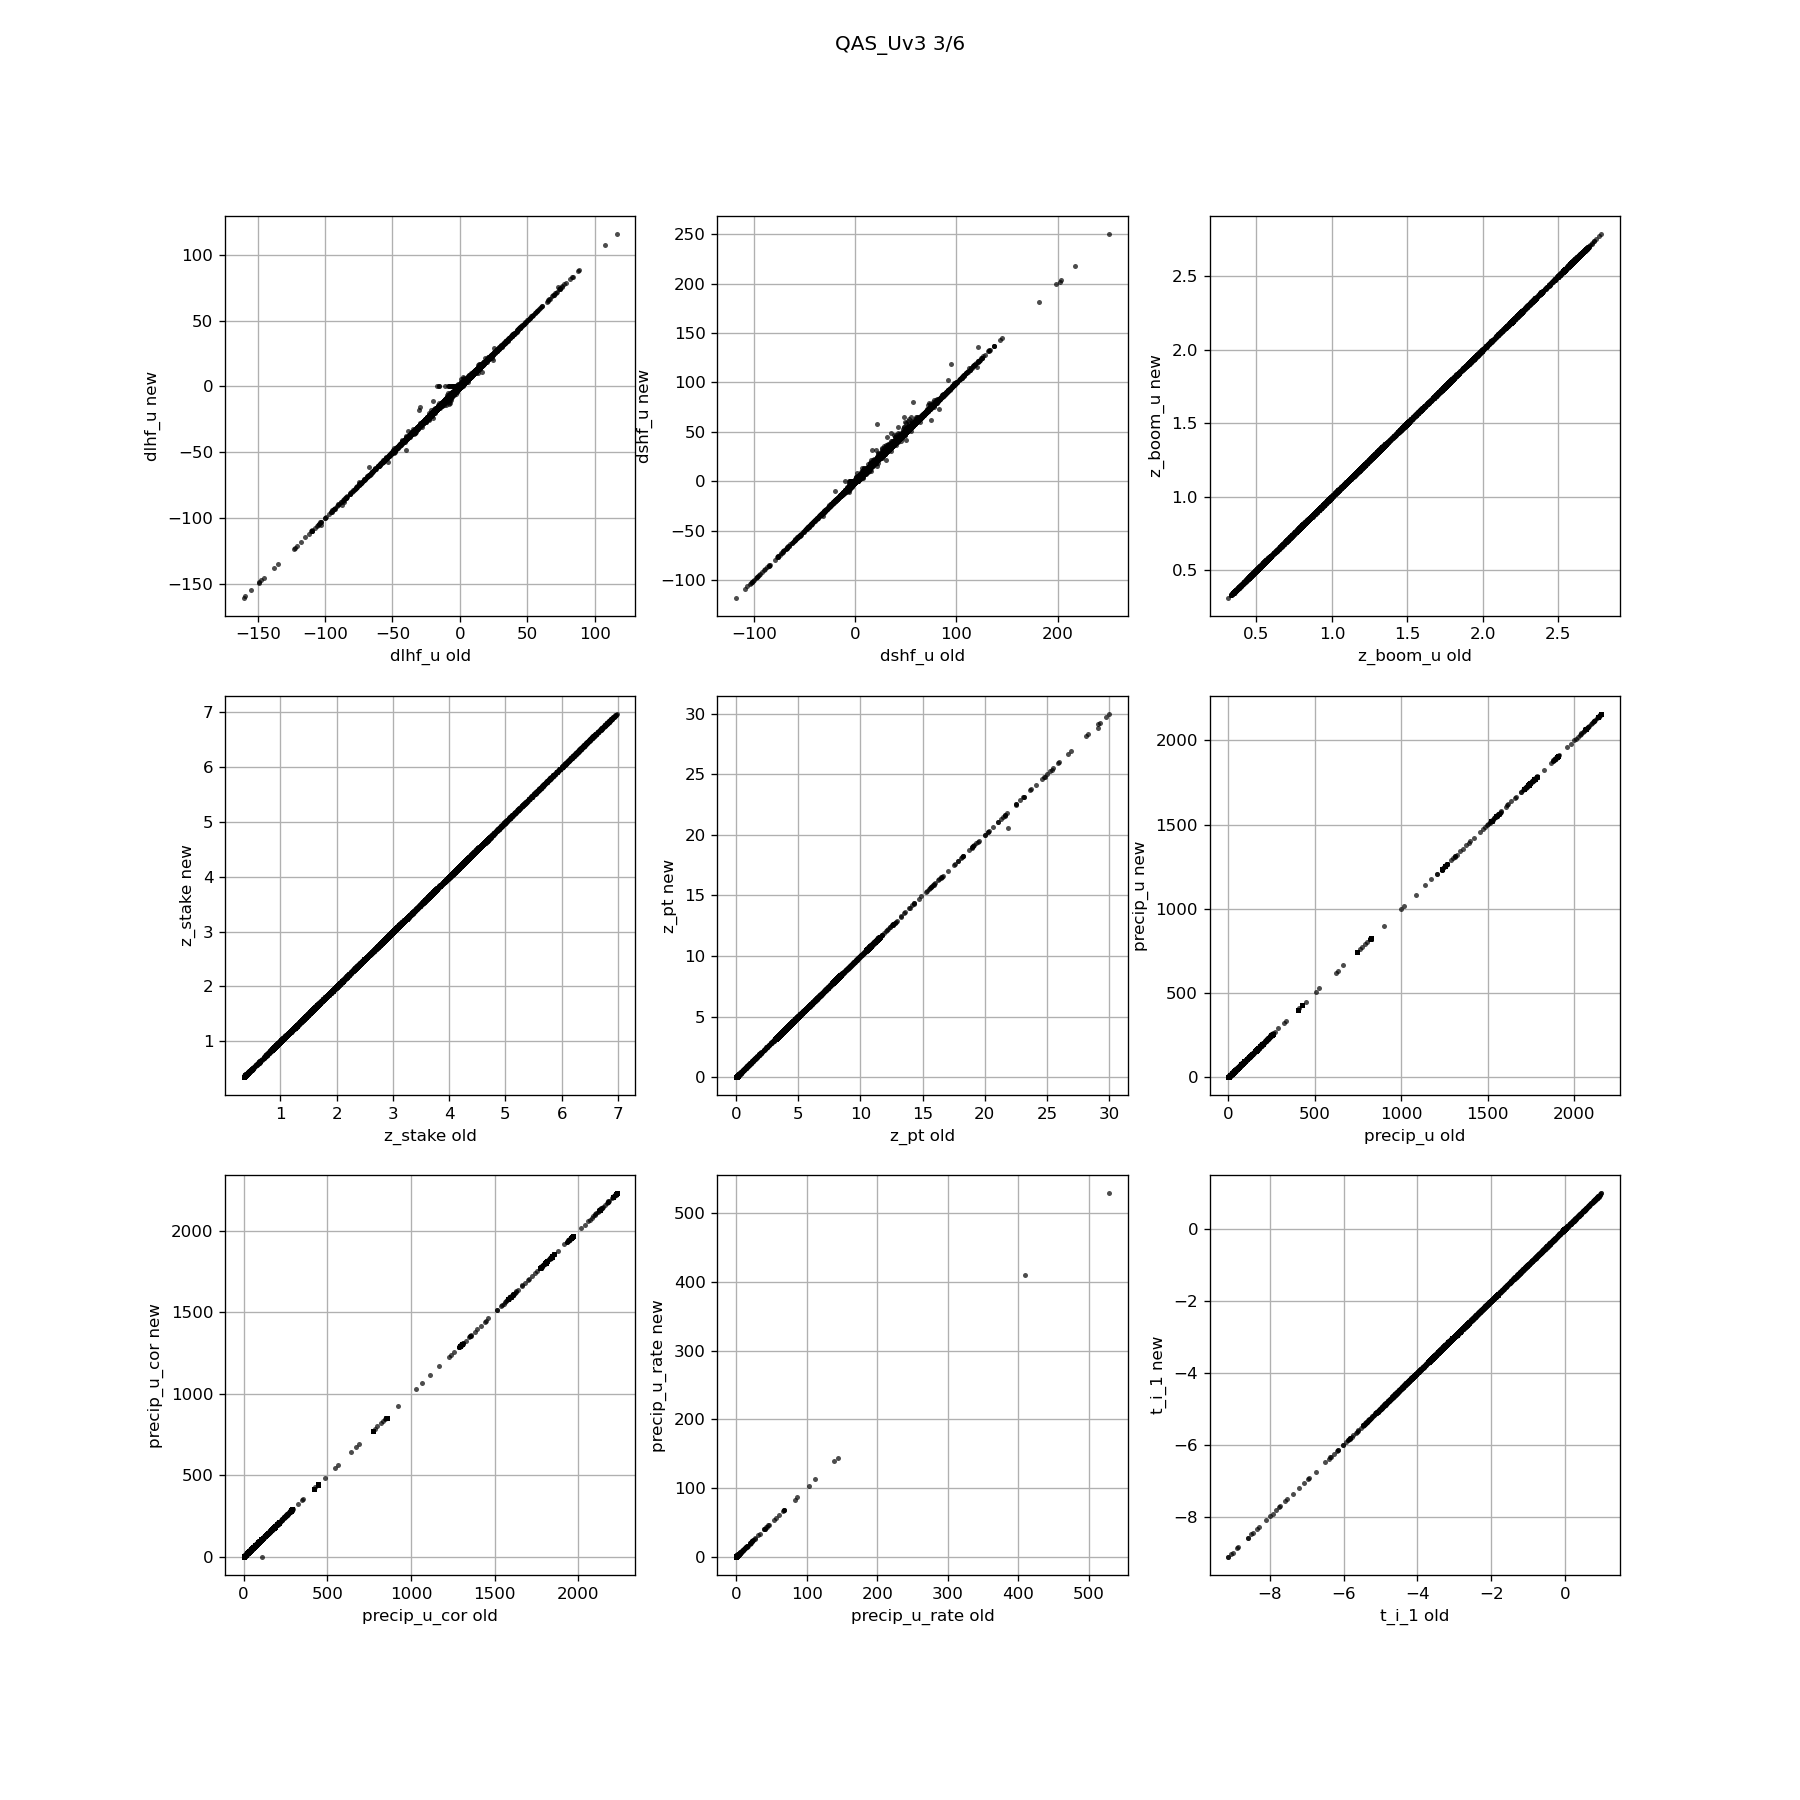 QAS_Uv3 3/6
dlhf_u new
100
50
0
−50
−100
−150
−150 −100 −50 0 50 100
dlhf_u old
dshf_u new
250
200
150
100
50
0
−50
−100
−100 0 100 200
dshf_u old
z_boom_u new
2.5
2.0
1.5
1.0
0.5
0.5 1.0 1.5 2.0 2.5
z_boom_u old
z_stake new
7
6
5
4
3
2
1
1 2 3 4 5 6 7
z_stake old
z_pt new
30
25
20
15
10
5
0
0 5 10 15 20 25 30
z_pt old
precip_u new
2000
1500
1000
500
0
0 500 1000 1500 2000
precip_u old
precip_u_cor new
2000
1500
1000
500
0
0 500 1000 1500 2000
precip_u_cor old
precip_u_rate new
500
400
300
200
100
0
0 100 200 300 400 500
precip_u_rate old
t_i_1 new
0
−2
−4
−6
−8
−8 −6 −4 −2 0
t_i_1 old